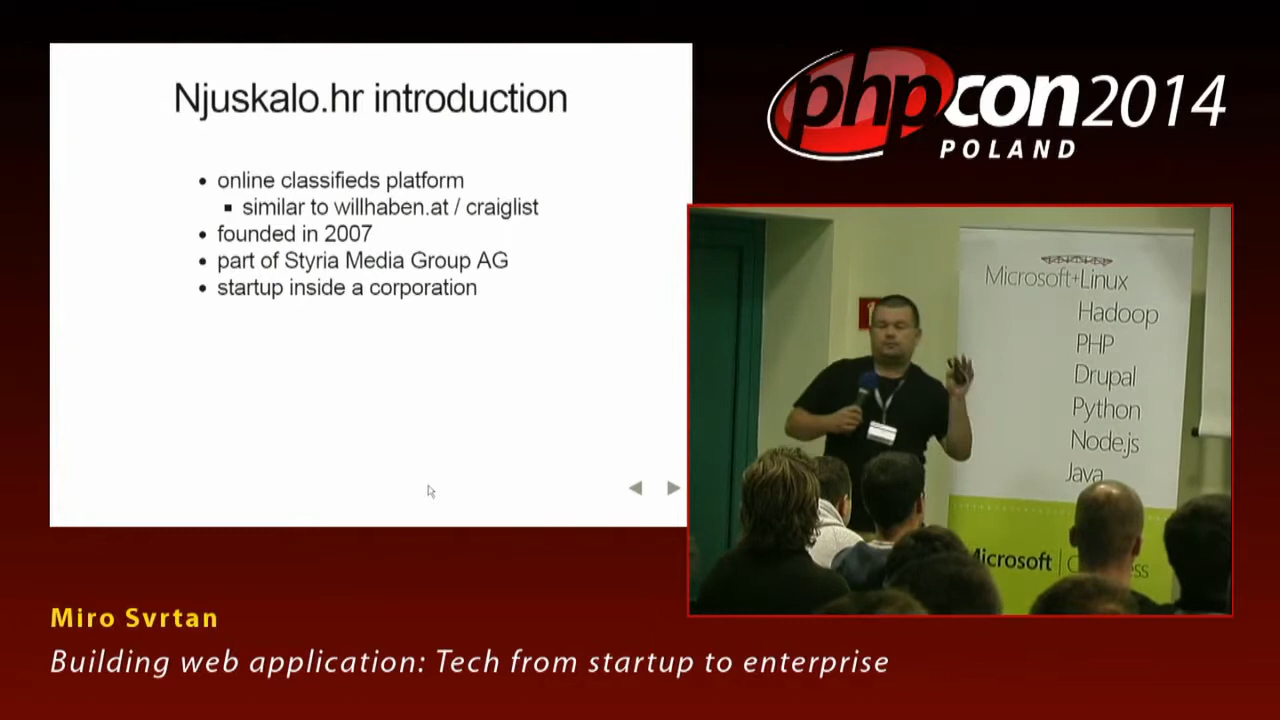 Njuskalo.hr introduction
online classifieds platform
similar to willhaben.at / craiglist
founded in 2007
part of Styria Media Group AG
startup inside a corporation
phpcon2014
POLAND
Microsoft+Linux
Hadoop
PHP
Drupal
Python
Node.js
Java
Microsoft
Miro Svrtan
Building web application: Tech from startup to enterprise